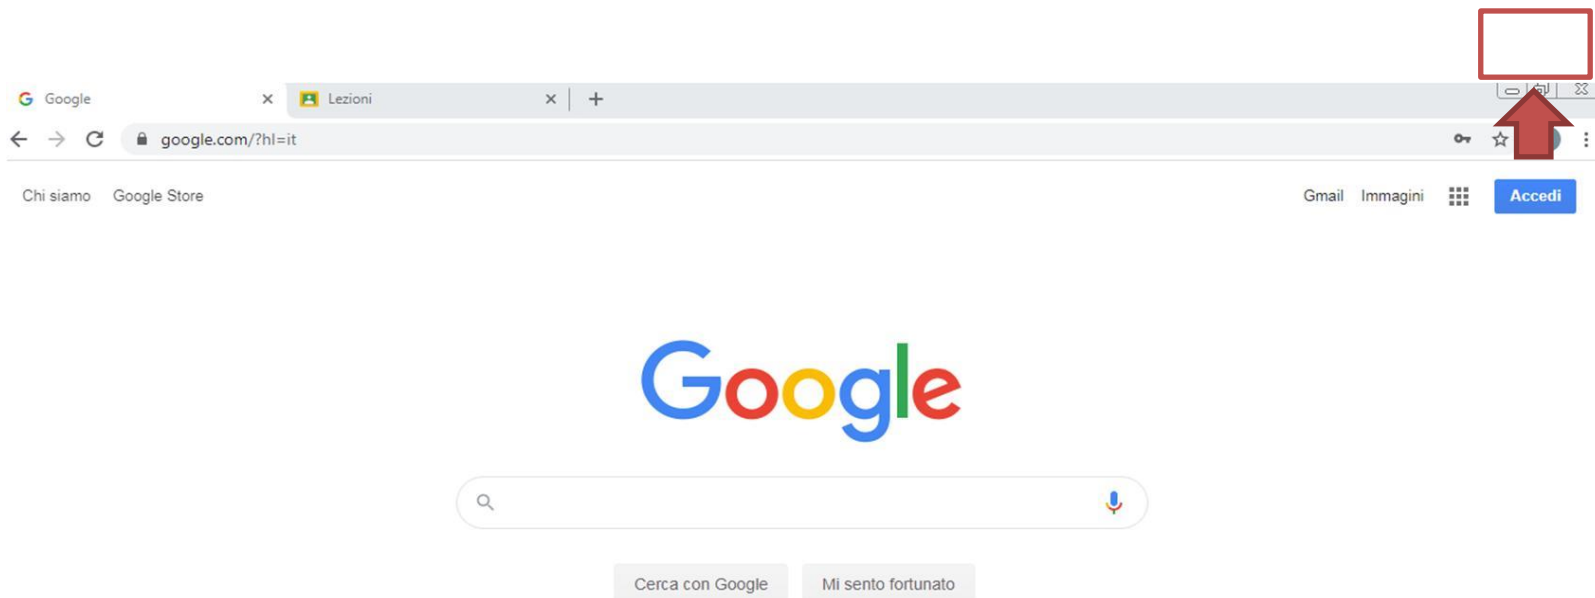 Google Lezioni
google.com/?hl=it
Chi siamo Google Store Gmail Immagini Accedi
Google
Cerca con Google Mi sento fortunato